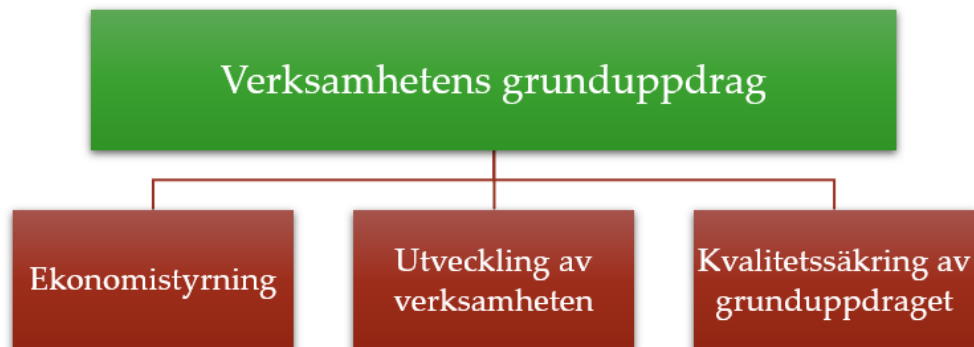 Verksamhetens grunduppdrag
Ekonomistyrning
Utveckling av
verksamheten
Kvalitetssäkring av
grunduppdraget